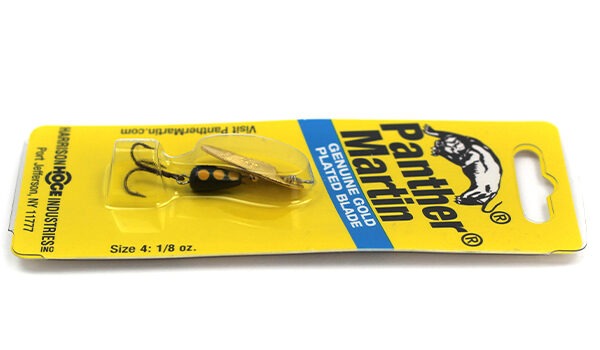 Panther®
Martin®
GENUINE GOLD
PLATED BLADE
Visit PantherMartin.com
Size 4: 1/8 oz.
HARRISON HOGE INDUSTRIES INC
Port Jefferson, NY 11777